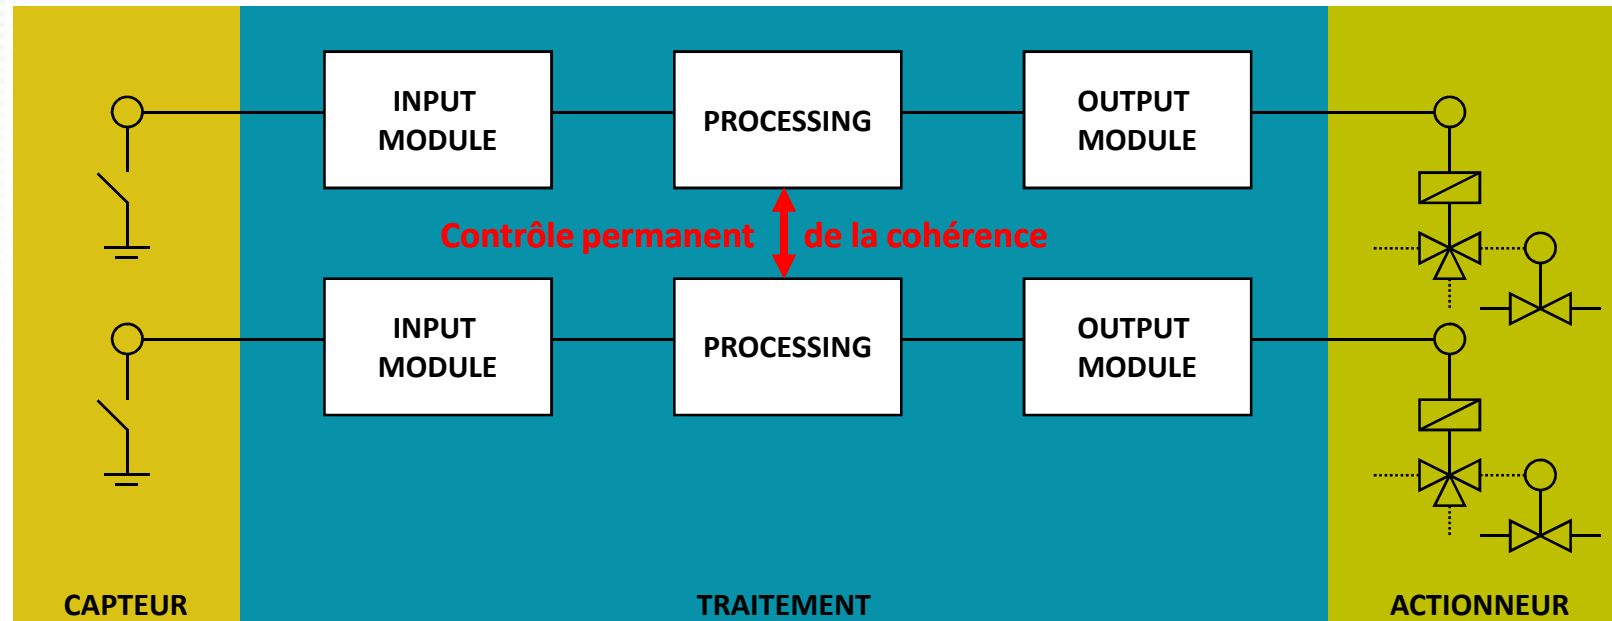 INPUT
MODULE
PROCESSING
OUTPUT
MODULE
Contrôle permanent de la cohérence
INPUT
MODULE
PROCESSING
OUTPUT
MODULE
CAPTEUR
TRAITEMENT
ACTIONNEUR